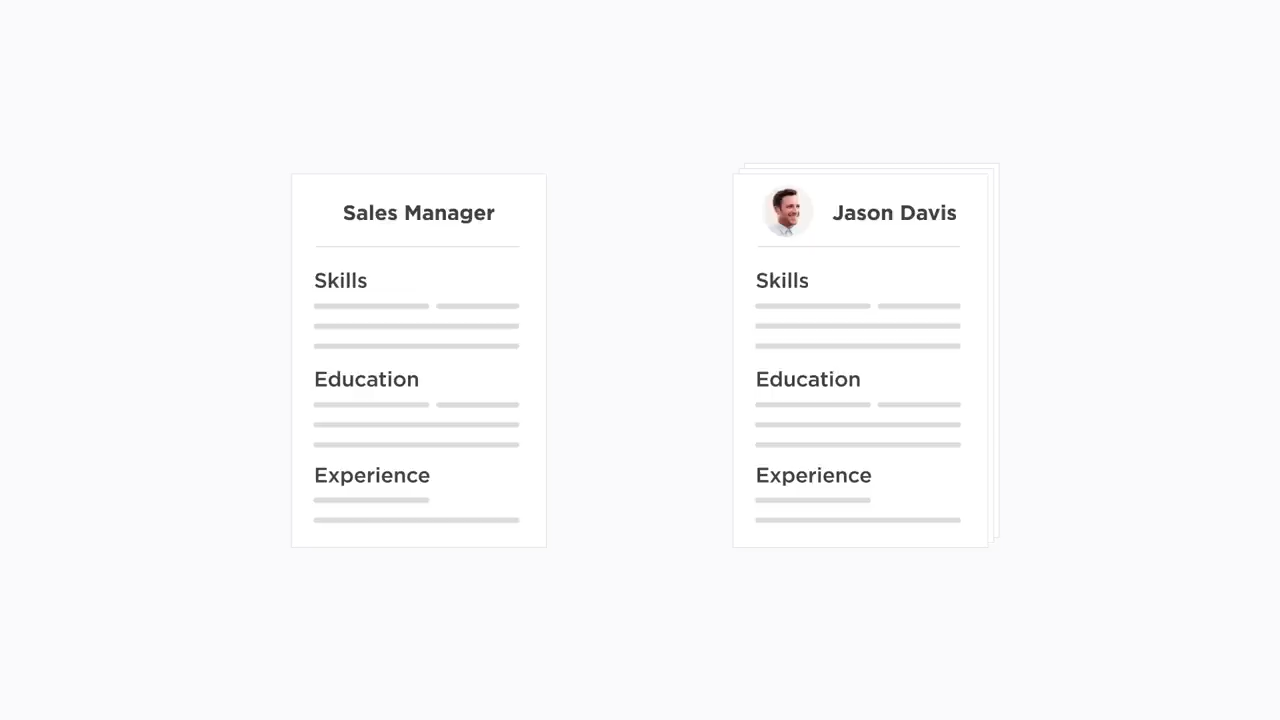 Sales Manager
Skills
Education
Experience
Jason Davis
Skills
Education
Experience